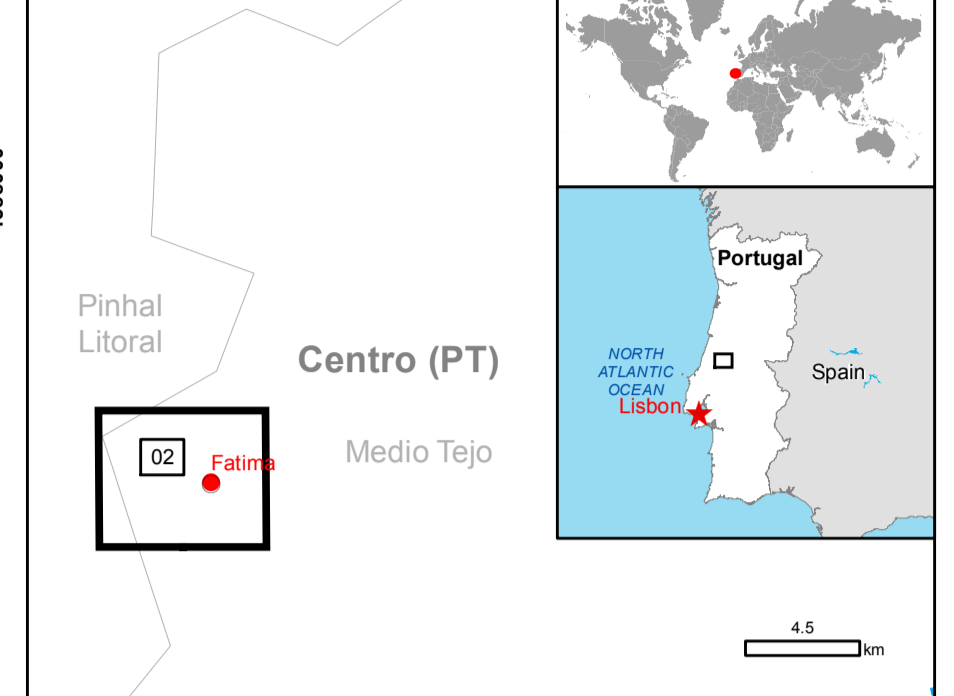 Pinhal
Litoral
Centro (PT)
Medio Tejo
02
Fatima
Portugal
NORTH
ATLANTIC
OCEAN
Lisbon
Spain
4.5
km